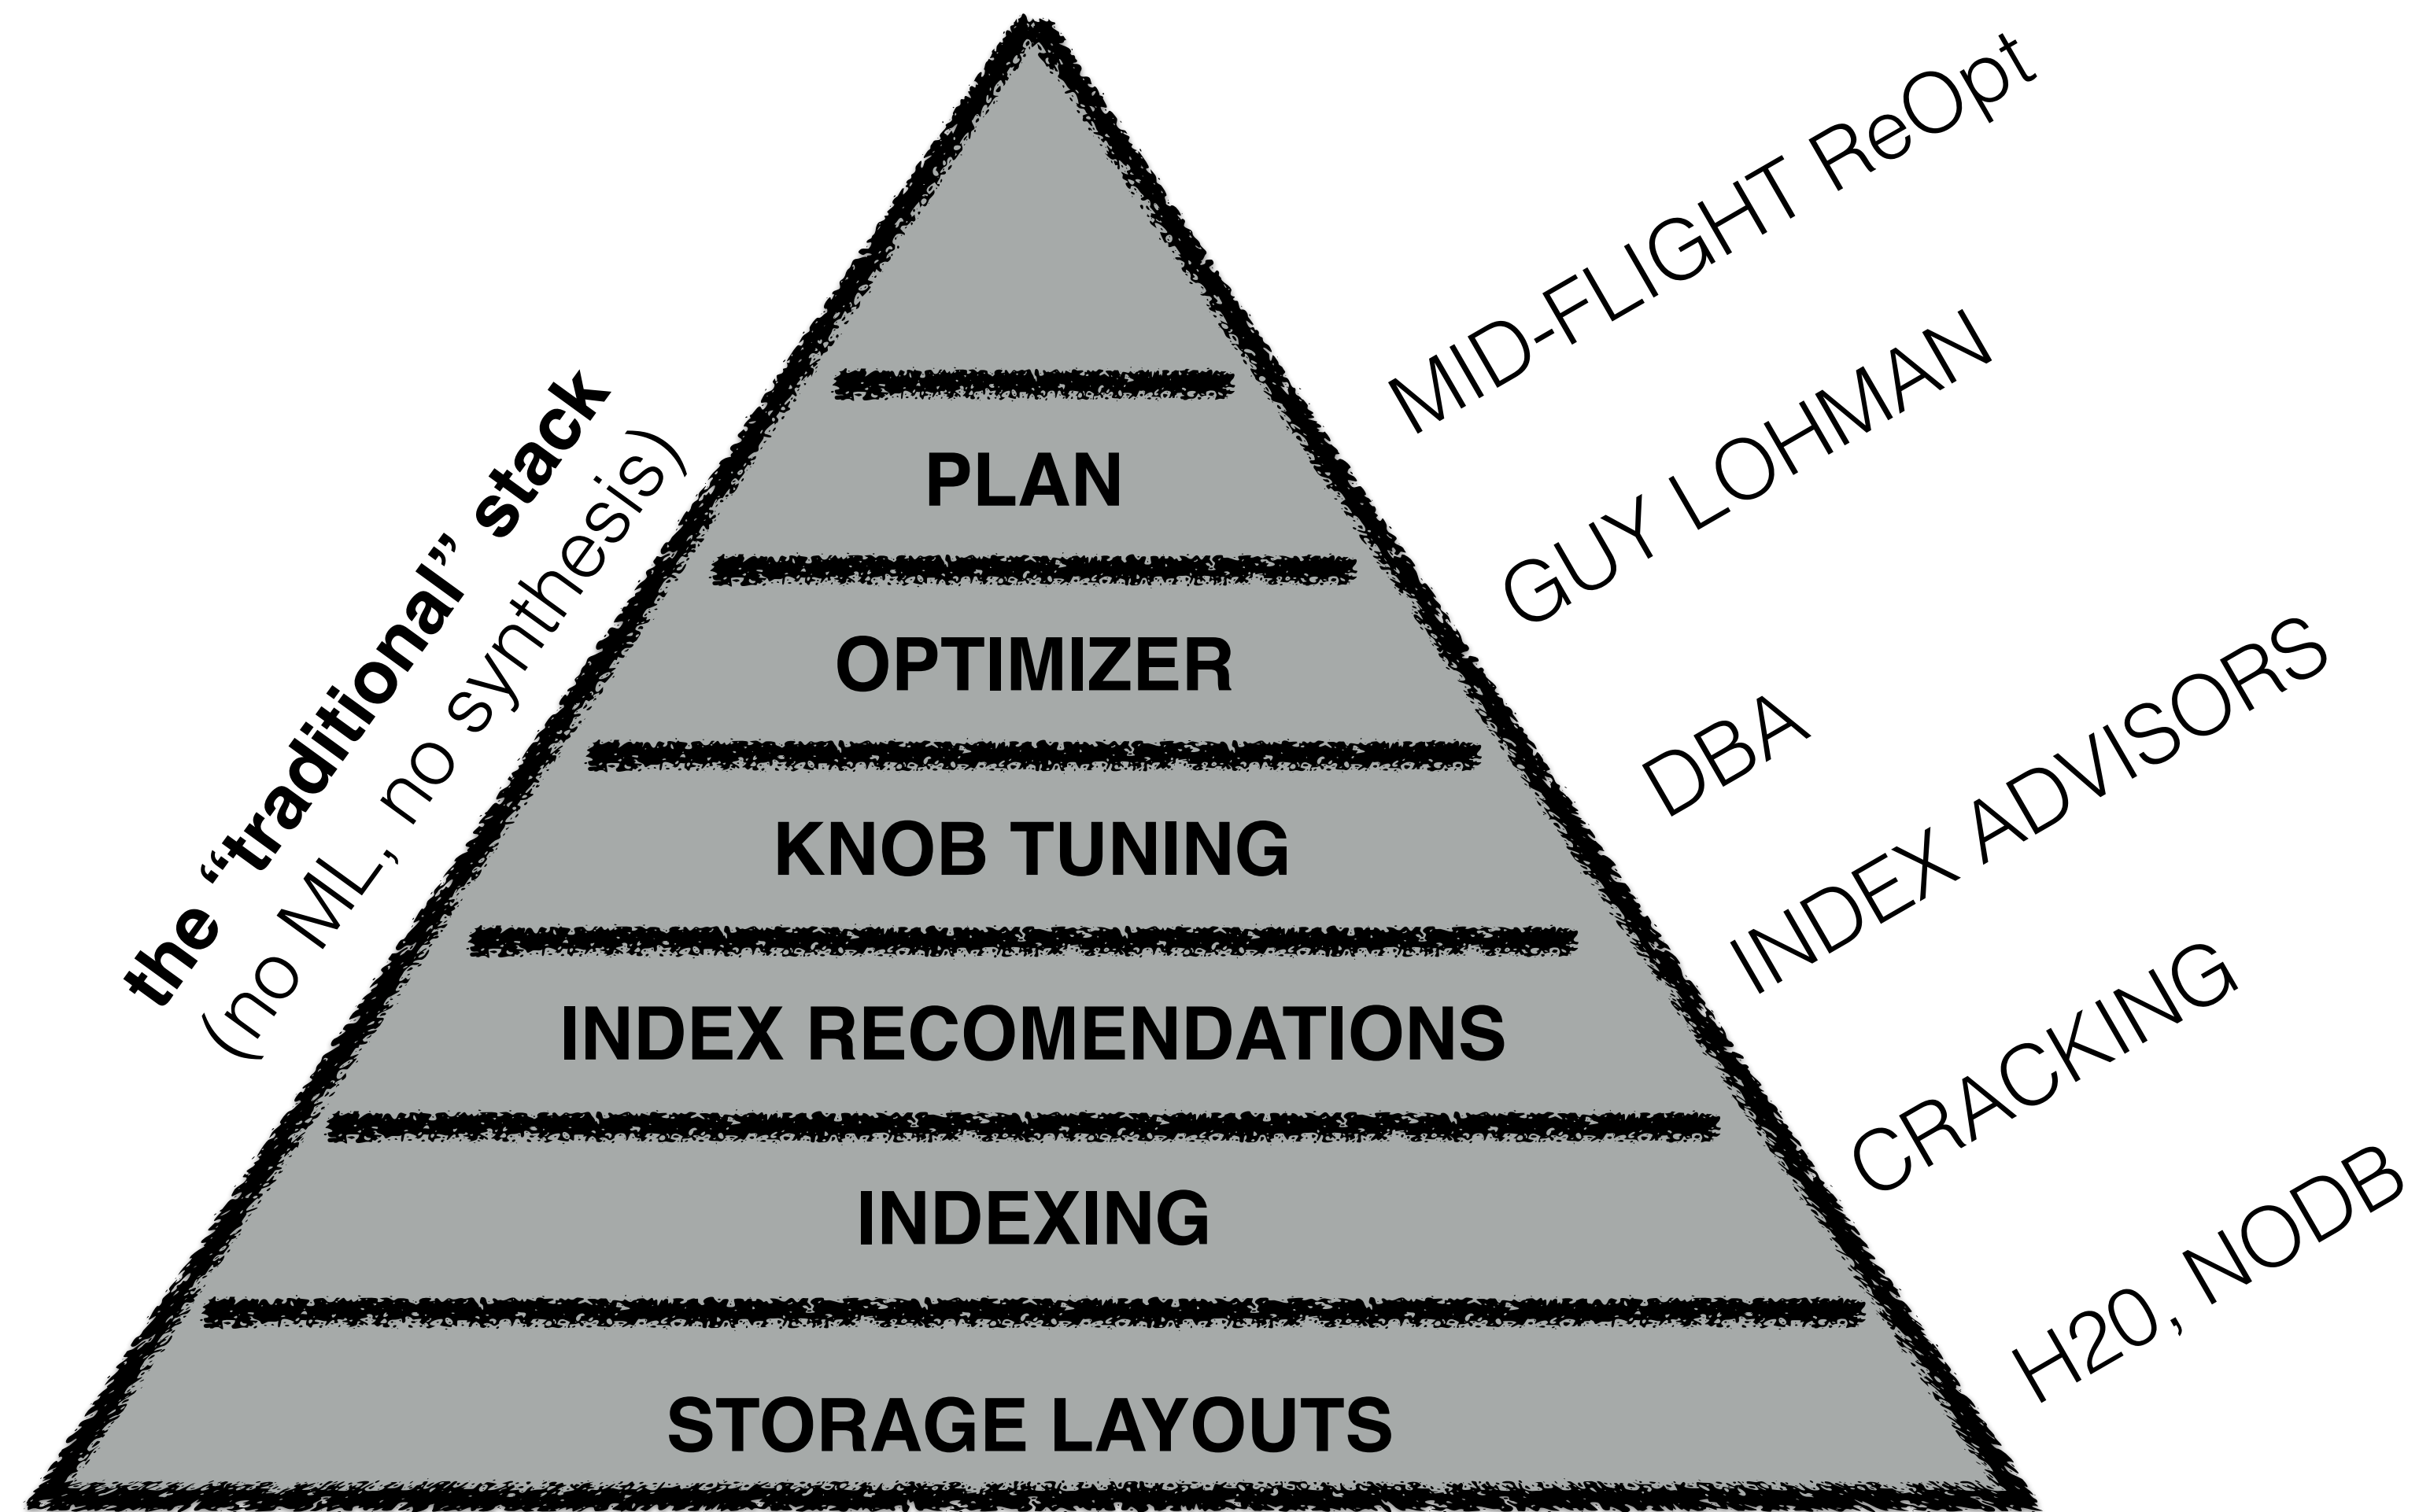 the “traditional” stack
(no ML, no synthesis)
PLAN
OPTIMIZER
KNOB TUNING
INDEX RECOMENDATIONS
INDEXING
STORAGE LAYOUTS
MID-FLIGHT ReOpt
GUY LOHMAN
DBA
INDEX ADVISORS
CRACKING
H20, NODB